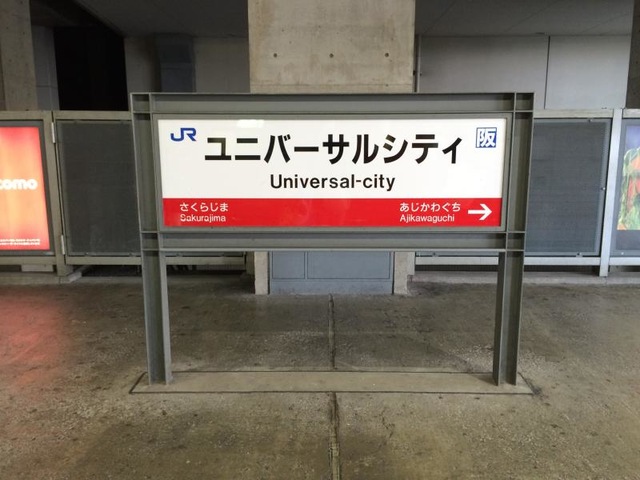 JR ユニバーサルシティ 阪
Universal-city
さくらじま あじかわぐち
Sakurajima Ajikawaguchi →
como